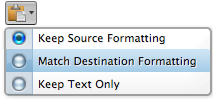 Keep Source Formatting
Match Destination Formatting
Keep Text Only